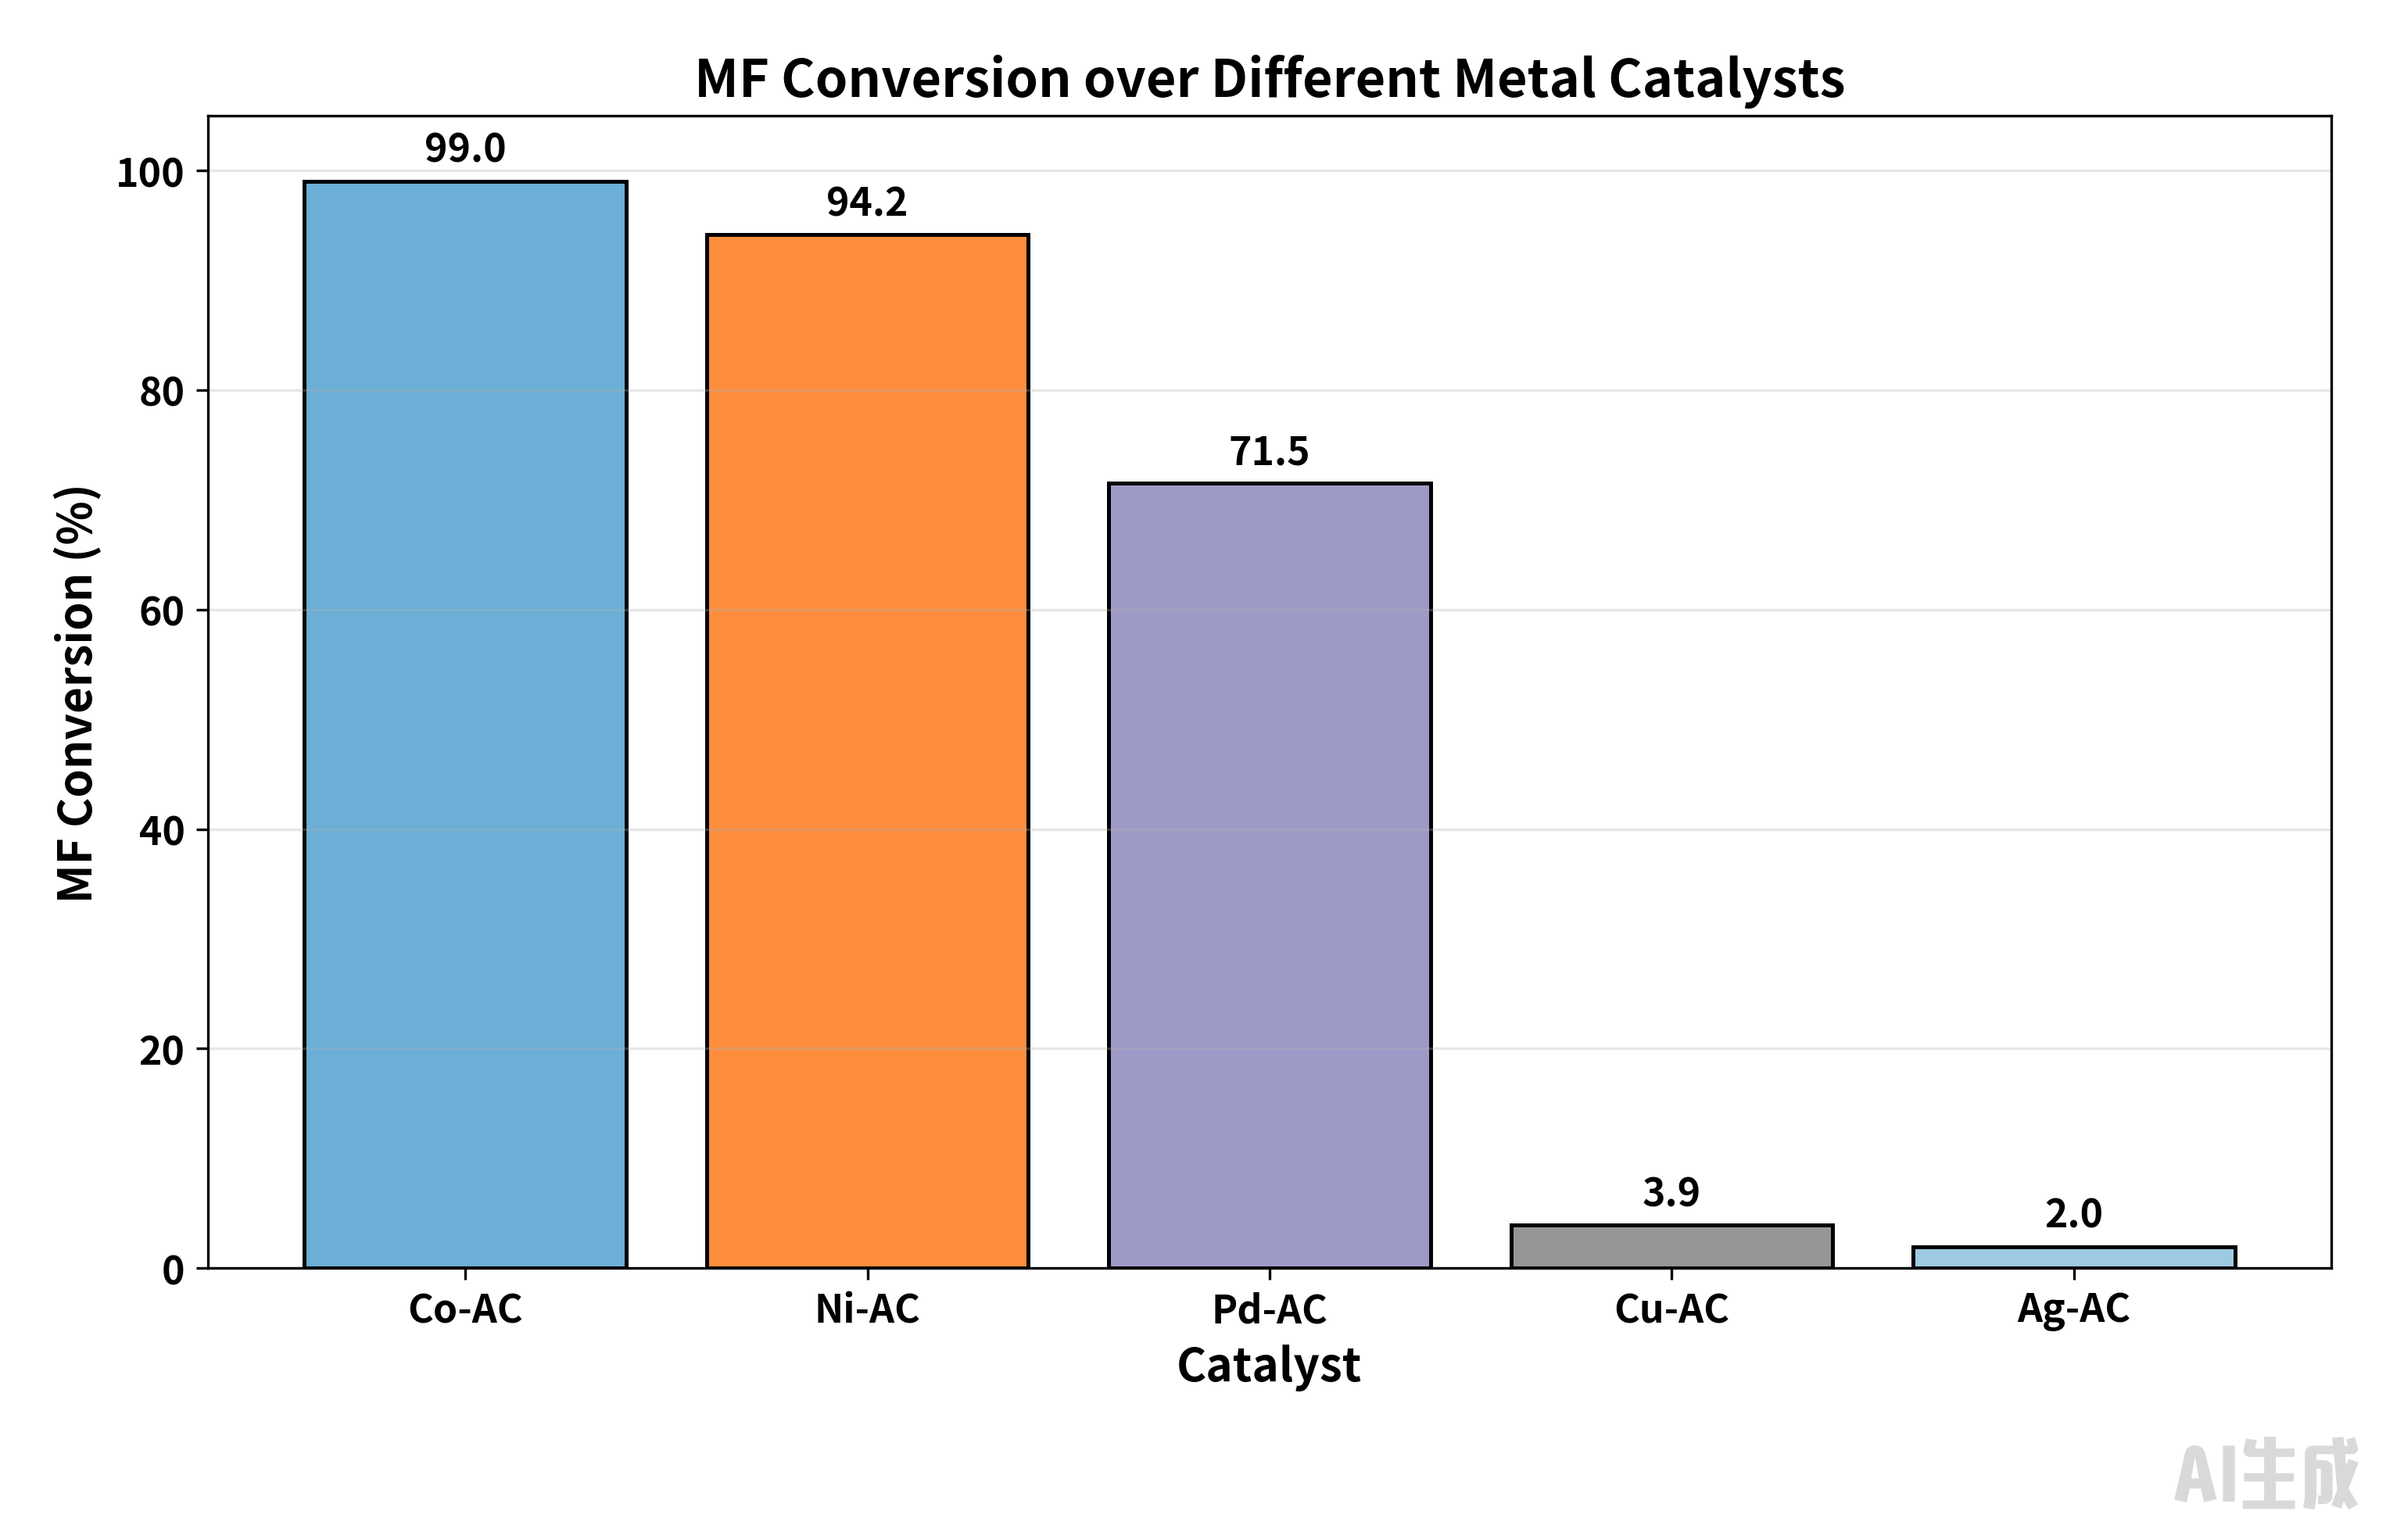 MF Conversion over Different Metal Catalysts
MF Conversion (%)
100
80
60
40
20
0
99.0
94.2
71.5
3.9
2.0
Co-AC
Ni-AC
Pd-AC
Cu-AC
Ag-AC
Catalyst
AI生成